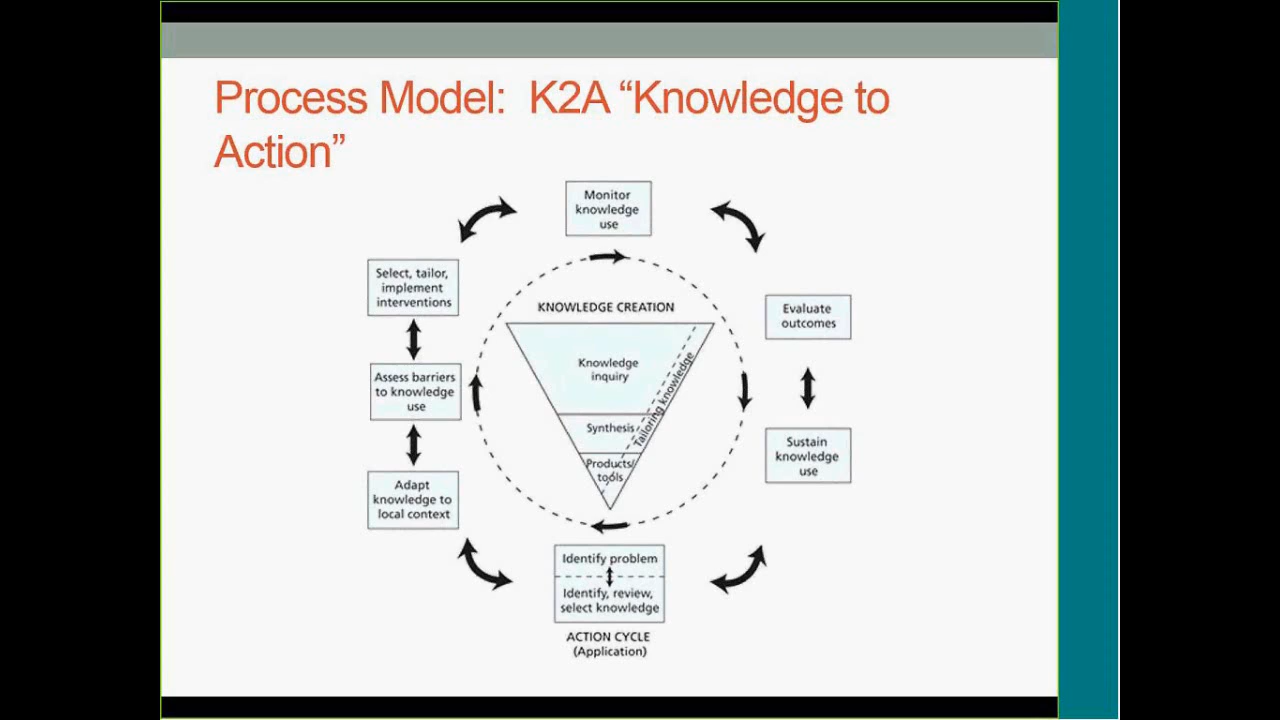 Process Model:  K2A “Knowledge to
Action”
Monitor
knowledge
use
Select, tailor,
implement
interventions
KNOWLEDGE CREATION
Evaluate
outcomes
Knowledge
inquiry
Tailoring knowledge
Assess barriers
to knowledge
use
Synthesis
Sustain
knowledge
use
Products/
tools
Adapt
knowledge to
local context
Identify problem
Identify, review,
select knowledge
ACTION CYCLE
(Application)